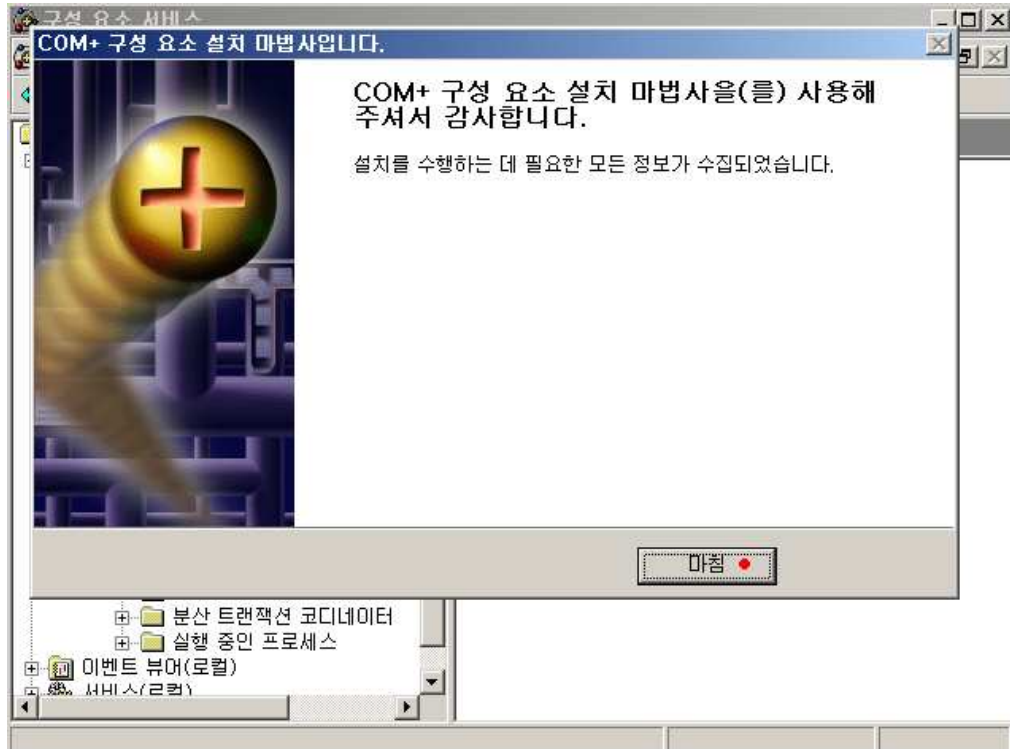 구성 요소 서비스
COM+ 구성 요소 설치 마법사입니다.
COM+ 구성 요소 설치 마법사을(를) 사용해
주셔서 감사합니다.
설치를 수행하는 데 필요한 모든 정보가 수집되었습니다.
마침
분산 트랜잭션 코디네이터
실행 중인 프로세스
이벤트 뷰어(로컬)
서비스(로컬)